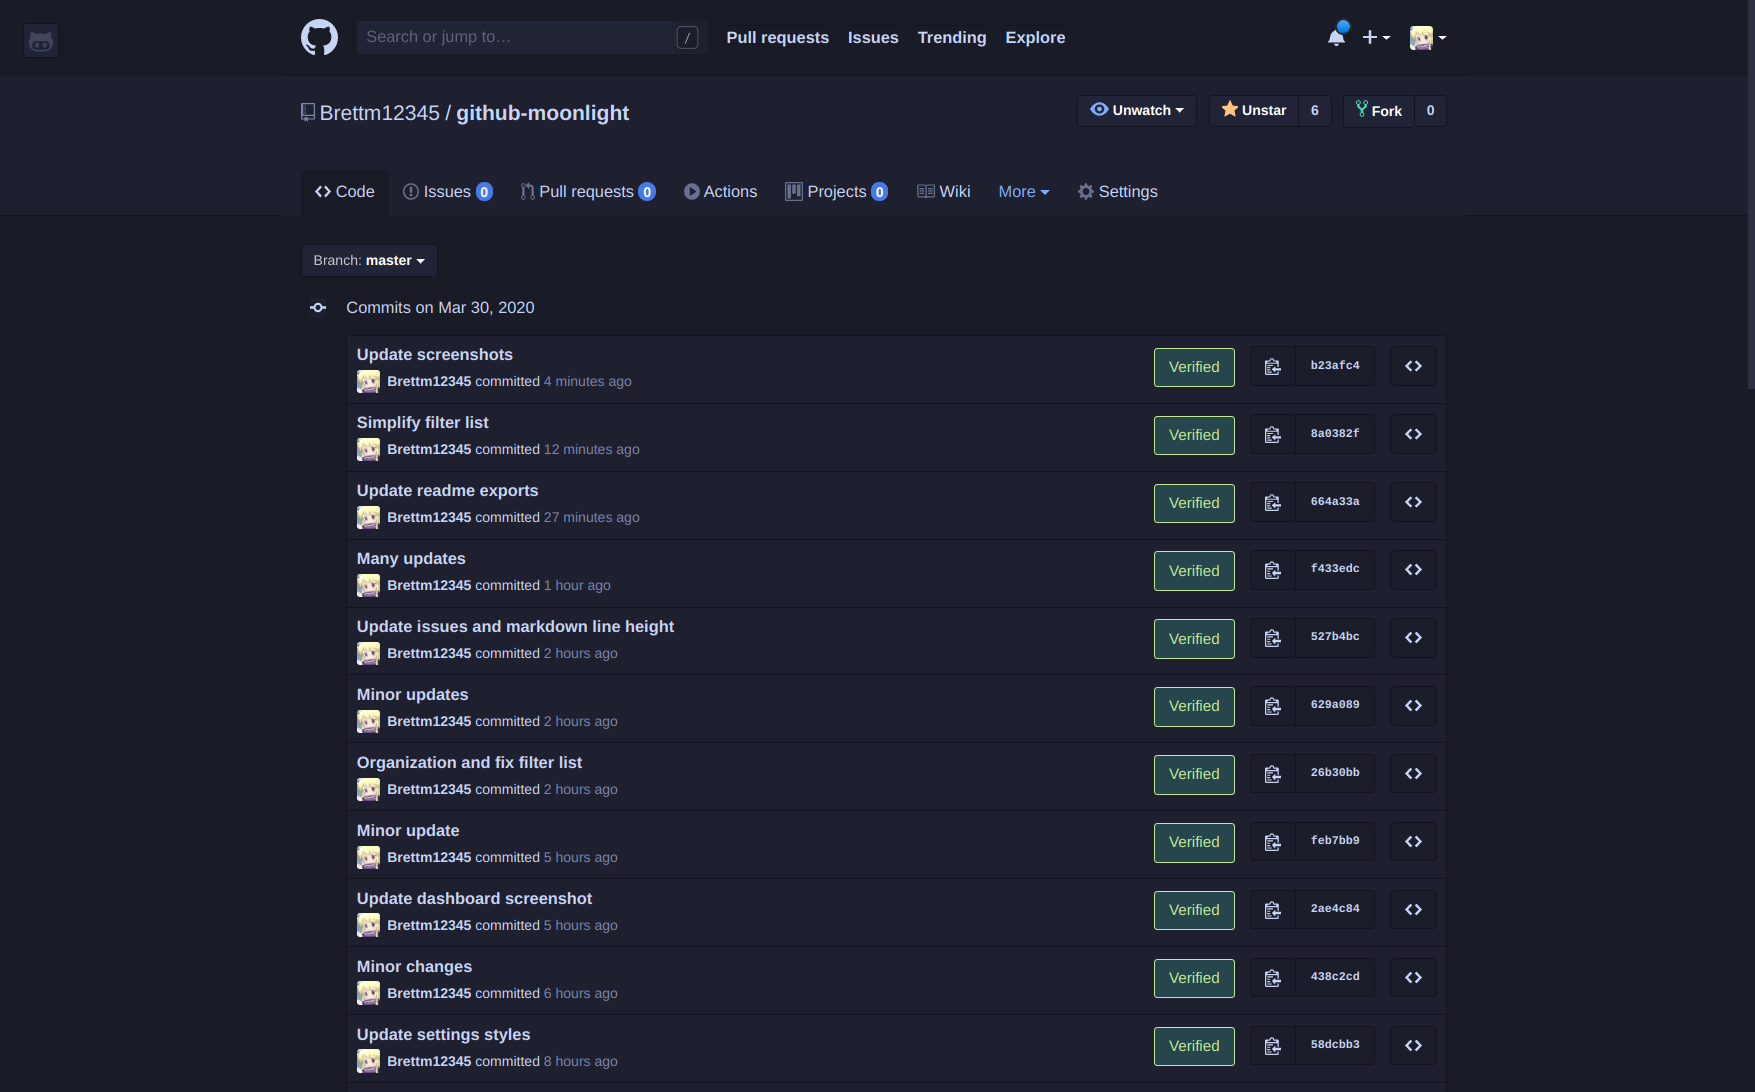 Search or jump to… / Pull requests Issues Trending Explore
Brettm12345 / github-moonlight Unwatch Unstar 6 Fork 0
Code Issues 0 Pull requests 0 Actions Projects 0 Wiki More Settings
Branch: master
Commits on Mar 30, 2020
Update screenshots
Brettm12345 committed 4 minutes ago Verified b23afc4
Simplify filter list
Brettm12345 committed 12 minutes ago Verified 8a0382f
Update readme exports
Brettm12345 committed 27 minutes ago Verified 664a33a
Many updates
Brettm12345 committed 1 hour ago Verified f433edc
Update issues and markdown line height
Brettm12345 committed 2 hours ago Verified 527b4bc
Minor updates
Brettm12345 committed 2 hours ago Verified 629a089
Organization and fix filter list
Brettm12345 committed 2 hours ago Verified 26b30bb
Minor update
Brettm12345 committed 5 hours ago Verified feb7bb9
Update dashboard screenshot
Brettm12345 committed 5 hours ago Verified 2ae4c84
Minor changes
Brettm12345 committed 6 hours ago Verified 438c2cd
Update settings styles
Brettm12345 committed 8 hours ago Verified 58dcbb3